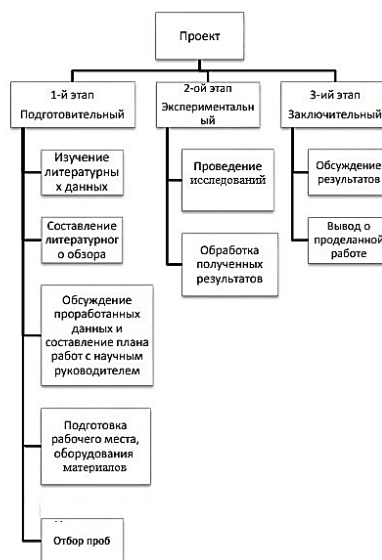 Проект
1-й этап
Подготовительный
2-ой этап
Экспериментальн
ый
3-ий этап
Заключительный
Изучение
литературны
х данных
Составление
литературног
о обзора
Обсуждение
проработанных
данных и
составление плана
работ с научным
руководителем
Подготовка
рабочего места,
оборудования
материалов
Отбор проб
Проведение
исследований
Обработка
полученных
результатов
Обсуждение
результатов
Вывод о
проделанной
работе